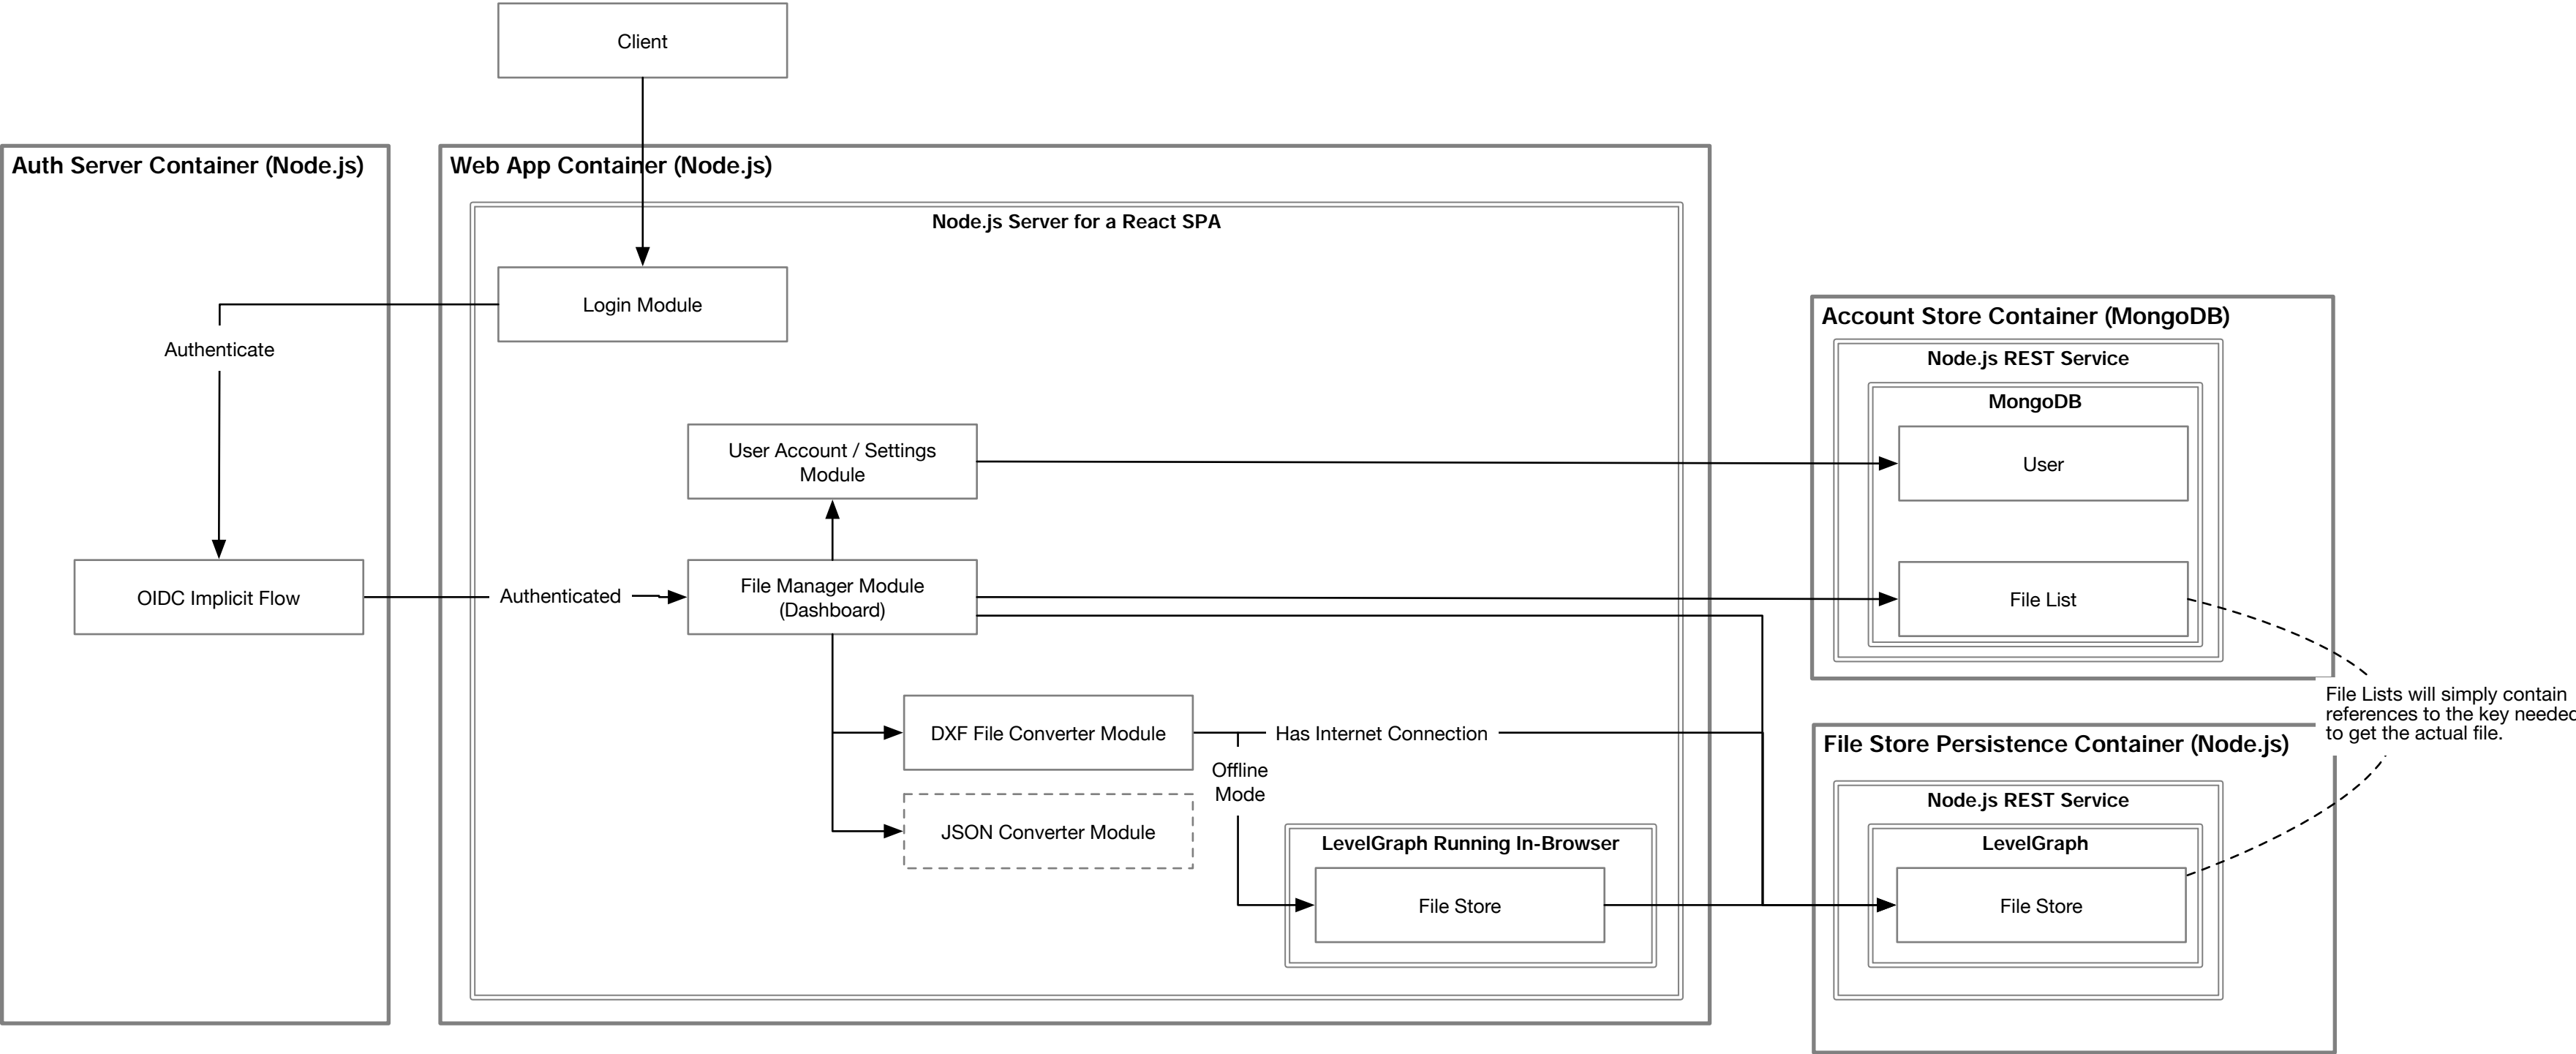 Client
Auth Server Container (Node.js)
Web App Container (Node.js)
Node.js Server for a React SPA
Login Module
Authenticate
Account Store Container (MongoDB)
Node.js REST Service
MongoDB
User Account / Settings
Module
User
OIDC Implicit Flow
Authenticated
File Manager Module
(Dashboard)
File List
File Lists will simply contain
references to the key needed
to get the actual file.
DXF File Converter Module
Has Internet Connection
Offline
Mode
JSON Converter Module
LevelGraph Running In-Browser
File Store
File Store Persistence Container (Node.js)
Node.js REST Service
LevelGraph
File Store